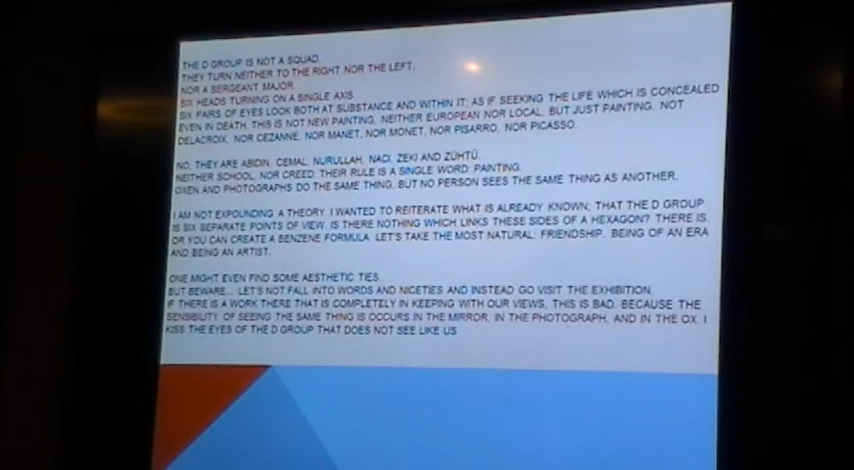 THE D GROUP IS NOT A SQUAD.
THEY TURN NEITHER TO THE RIGHT NOR THE LEFT,
NOR A SERGEANT MAJOR
SIX HEADS TURNING ON A SINGLE AXIS
SIX PAIRS OF EYES LOOK BOTH AT SUBSTANCE AND WITHIN IT; AS IF SEEKING THE LIFE WHICH IS CONCEALED
EVEN IN DEATH. THIS IS NOT NEW PAINTING, NEITHER EUROPEAN NOR LOCAL, BUT JUST PAINTING. NOT
DELACROIX, NOR CEZANNE, NOR MANET, NOR MONET, NOR PISARRO, NOR PICASSO.
NO, THEY ARE ABIDIN, CEMAL, NURULLAH, NACI, ZEKI AND ZÜHTÜ.
NEITHER SCHOOL, NOR CREED, THEIR RULE IS A SINGLE WORD: PAINTING.
OXEN AND PHOTOGRAPHS DO THE SAME THING, BUT NO PERSON SEES THE SAME THING AS ANOTHER.
I AM NOT EXPOUNDING A THEORY. I WANTED TO REITERATE WHAT IS ALREADY KNOWN; THAT THE D GROUP
IS SIX SEPARATE POINTS OF VIEW. IS THERE NOTHING WHICH LINKS THESE SIDES OF A HEXAGON? THERE IS.
OR YOU CAN CREATE A BENZENE FORMULA. LET'S TAKE THE MOST NATURAL: FRIENDSHIP. BEING OF AN ERA
AND BEING AN ARTIST.
ONE MIGHT EVEN FIND SOME AESTHETIC TIES.
BUT BEWARE... LET'S NOT FALL INTO WORDS AND NICETIES AND INSTEAD GO VISIT THE EXHIBITION.
IF THERE IS A WORK THERE THAT IS COMPLETELY IN KEEPING WITH OUR VIEWS, THIS IS BAD. BECAUSE THE
SENSIBILITY OF SEEING THE SAME THING IS OCCURS IN THE MIRROR, IN THE PHOTOGRAPH, AND IN THE OX. I
KISS THE EYES OF THE D GROUP THAT DOES NOT SEE LIKE US